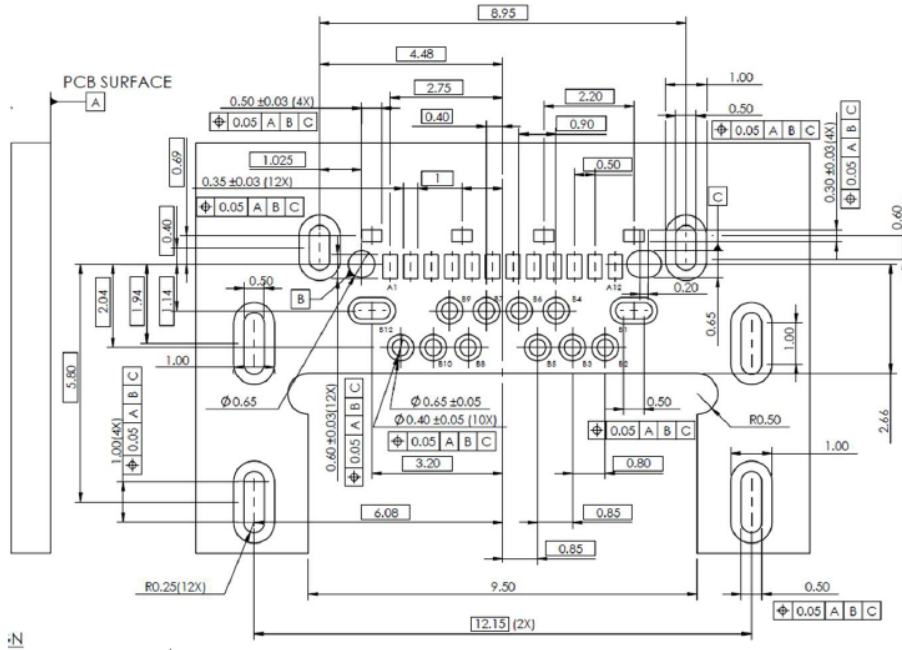 8.95
4.48
PCB SURFACE
A
2.75
2.20
1.00
0.50 ±0.03 (4X)
⌖ 0.05 A B C
0.40
0.90
0.50
⌖ 0.05 A B C
0.30 ±0.03(4X)
⌖ 0.05 A B C
0.69
1.025
0.50
0.35 ±0.03 (12X)
1
⌖ 0.05 A B C
C
0.40
0.60
A1
A12
0.50
B
0.20
2.04
1.94
1.14
B9
B7
B6
B4
0.65
B12
B1
1.00
B10
B8
B5
B3
B2
1.00
5.80
Ø0.65
Ø0.65 ±0.05
0.50
R0.50
2.66
1.00(4X)
⌖ 0.05 A B C
0.60 ±0.03(12X)
⌖ 0.05 A B C
Ø0.40 ±0.05 (10X)
⌖ 0.05 A B C
⌖ 0.05 A B C
1.00
3.20
0.80
6.08
0.85
0.85
R0.25(12X)
9.50
0.50
⌖ 0.05 A B C
12.15 (2X)
:N